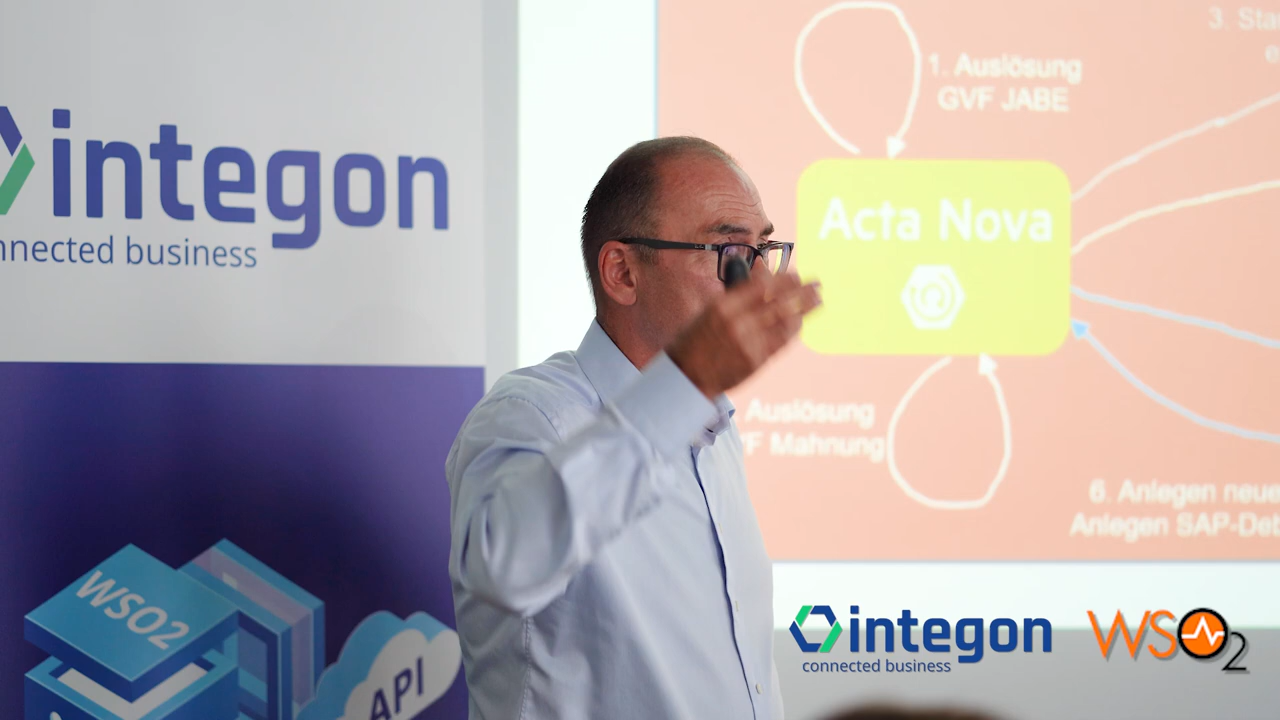 integon
nnected business
WSO2
API
3. Sta
1. Auslösung
GVF JABE
Acta Nova
Auslösung
F Mahnung
6. Anlegen neue
Anlegen SAP-Deb
integon
connected business
WSO2